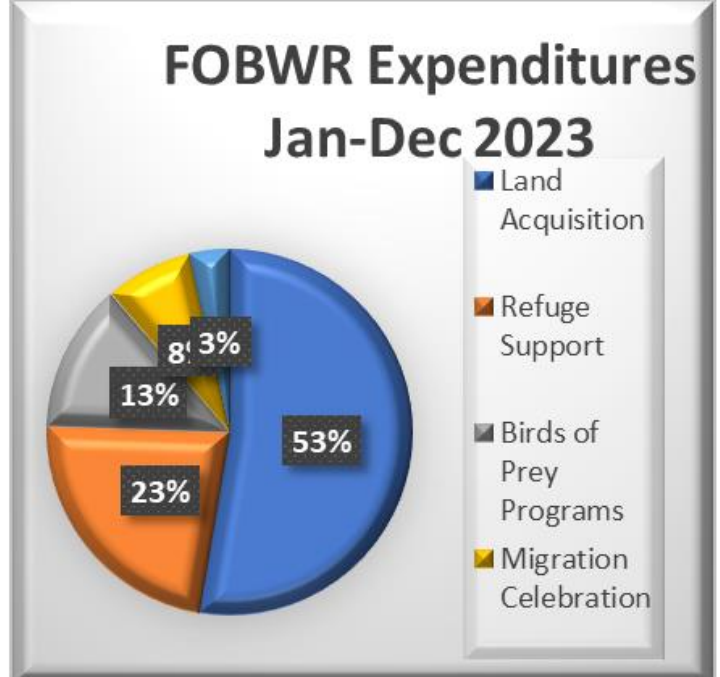 FOBWR Expenditures
Jan-Dec 2023
Land
Acquisition
Refuge
Support
Birds of
Prey
Programs
Migration
Celebration
3%
8
13%
53%
23%